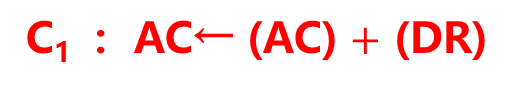 C₁ : AC← (AC) + (DR)